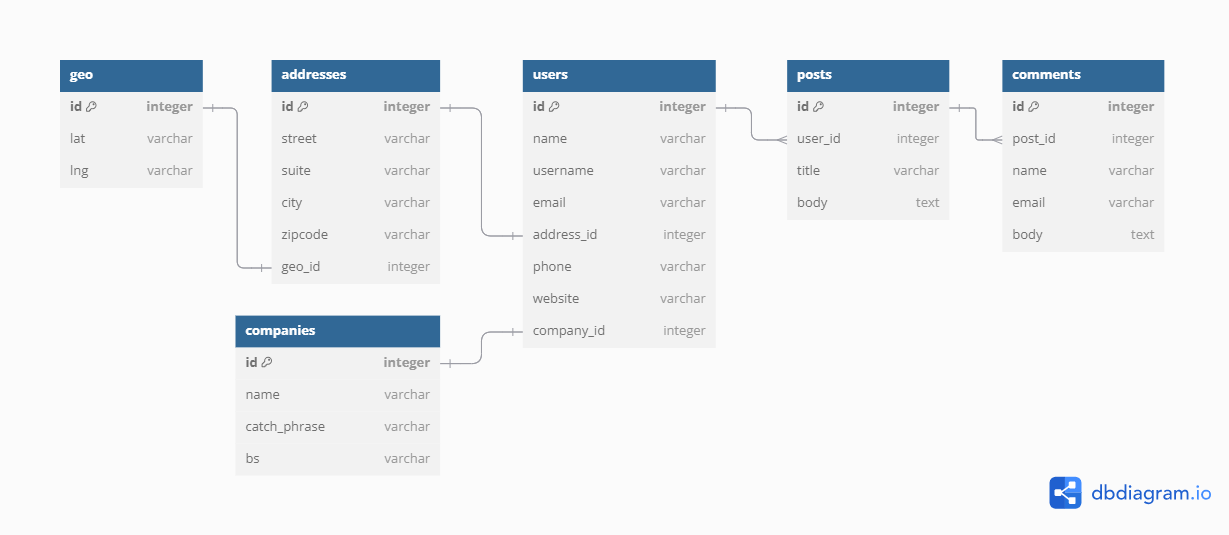 geo
id integer
lat varchar
lng varchar
addresses
id integer
street varchar
suite varchar
city varchar
zipcode varchar
geo_id integer
users
id integer
name varchar
username varchar
email varchar
address_id integer
phone varchar
website varchar
company_id integer
posts
id integer
user_id integer
title varchar
body text
comments
id integer
post_id integer
name varchar
email varchar
body text
companies
id integer
name varchar
catch_phrase varchar
bs varchar
dbdiagram.io